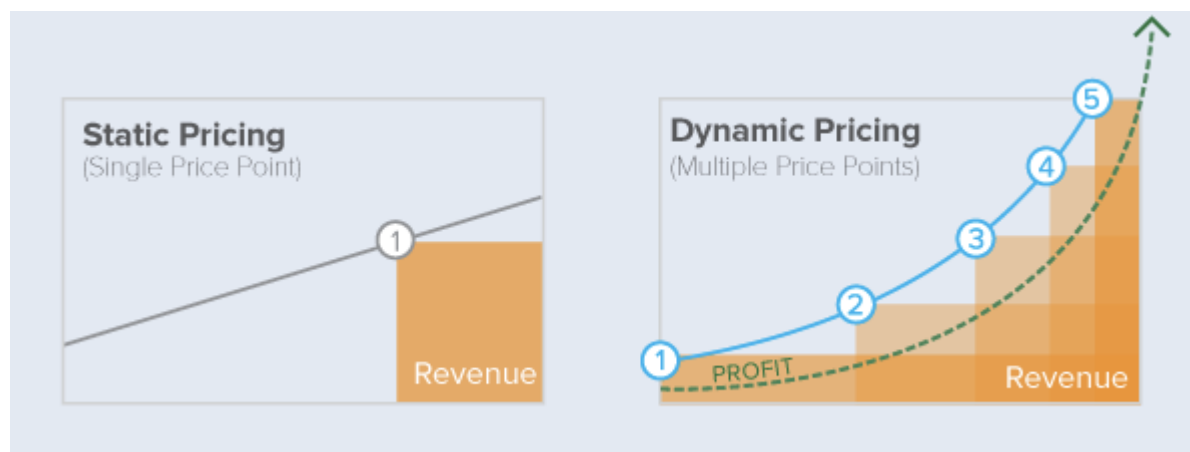 Static Pricing
(Single Price Point)
1
Revenue
Dynamic Pricing
(Multiple Price Points)
5
4
3
2
1
PROFIT
Revenue